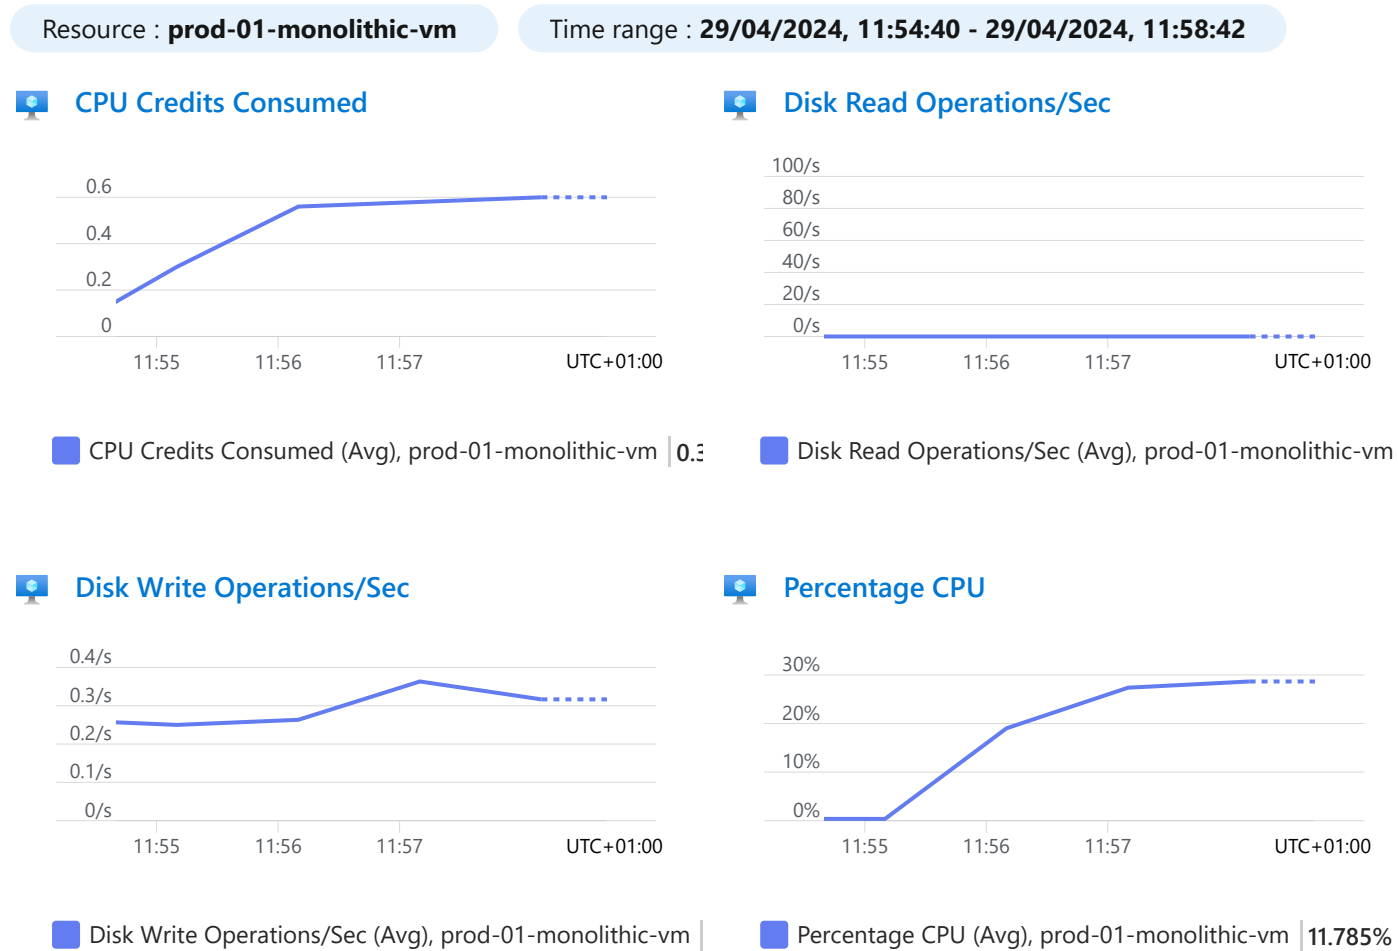 Resource : prod-01-monolithic-vm
Time range : 29/04/2024, 11:54:40 - 29/04/2024, 11:58:42
CPU Credits Consumed
0.6
0.4
0.2
0
11:55 11:56 11:57 UTC+01:00
CPU Credits Consumed (Avg), prod-01-monolithic-vm
Disk Read Operations/Sec
100/s
80/s
60/s
40/s
20/s
0/s
11:55 11:56 11:57 UTC+01:00
Disk Read Operations/Sec (Avg), prod-01-monolithic-vm
Disk Write Operations/Sec
0.4/s
0.3/s
0.2/s
0.1/s
0/s
11:55 11:56 11:57 UTC+01:00
Disk Write Operations/Sec (Avg), prod-01-monolithic-vm
Percentage CPU
30%
20%
10%
0%
11:55 11:56 11:57 UTC+01:00
Percentage CPU (Avg), prod-01-monolithic-vm 11.785%